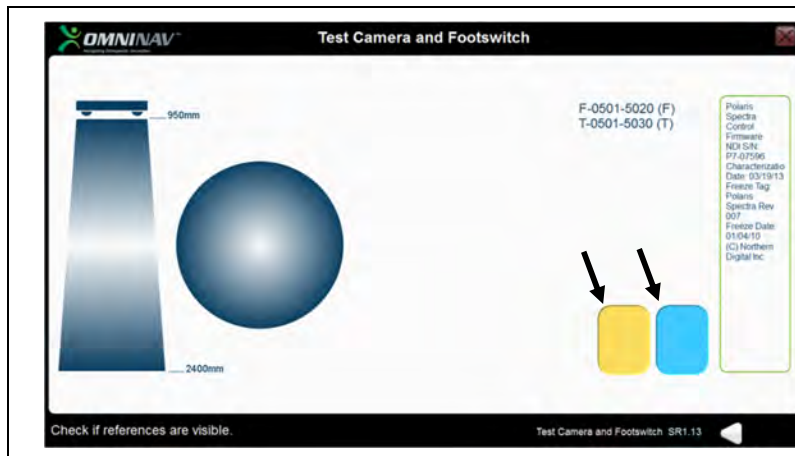 OMNINAV™
Test Camera and Footswitch
950mm
2400mm
F-0501-5020 (F)
T-0501-5030 (T)
Polaris
Spectra
Control
Firmware
NDI S/N:
P7-07596
Characterizatio
Date: 03/19/13
Freeze Tag:
Polaris
Spectra Rev
007
Freeze Date:
01/04/10
(C) Northern
Digital Inc.
Check if references are visible.
Test Camera and Footswitch SR1.13